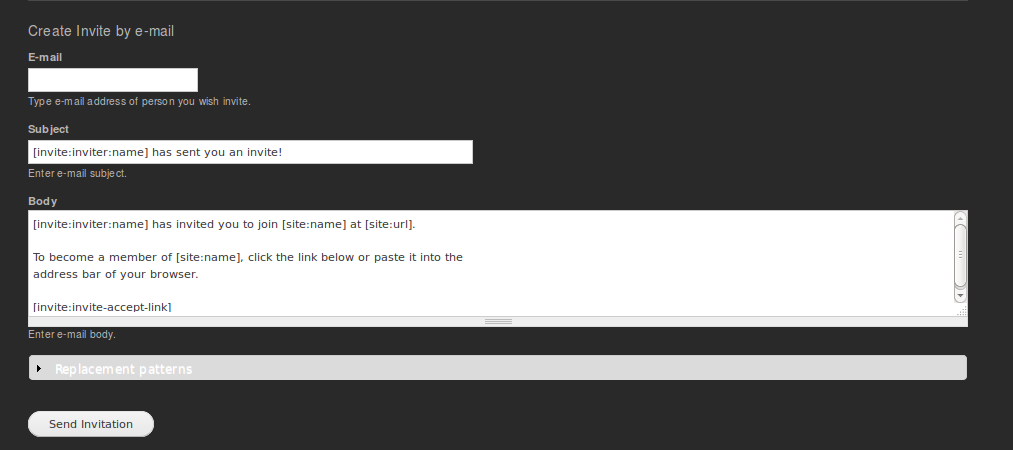 Create Invite by e-mail
E-mail
Type e-mail address of person you wish invite.
Subject
[invite:inviter:name] has sent you an invite!
Enter e-mail subject.
Body
[invite:inviter:name] has invited you to join [site:name] at [site:url].
To become a member of [site:name], click the link below or paste it into the
address bar of your browser.
[invite:invite-accept-link]
Enter e-mail body.
Replacement patterns
Send Invitation